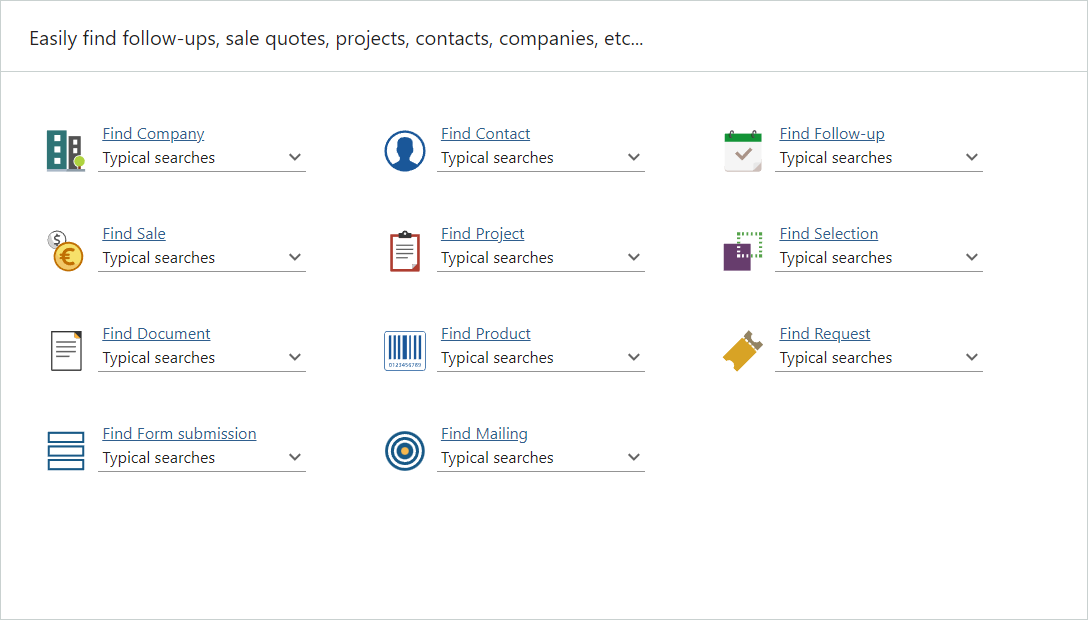 Easily find follow-ups, sale quotes, projects, contacts, companies, etc...
Find Company
Typical searches
Find Contact
Typical searches
Find Follow-up
Typical searches
Find Sale
Typical searches
Find Project
Typical searches
Find Selection
Typical searches
Find Document
Typical searches
Find Product
Typical searches
0123456789
Find Request
Typical searches
Find Form submission
Typical searches
Find Mailing
Typical searches